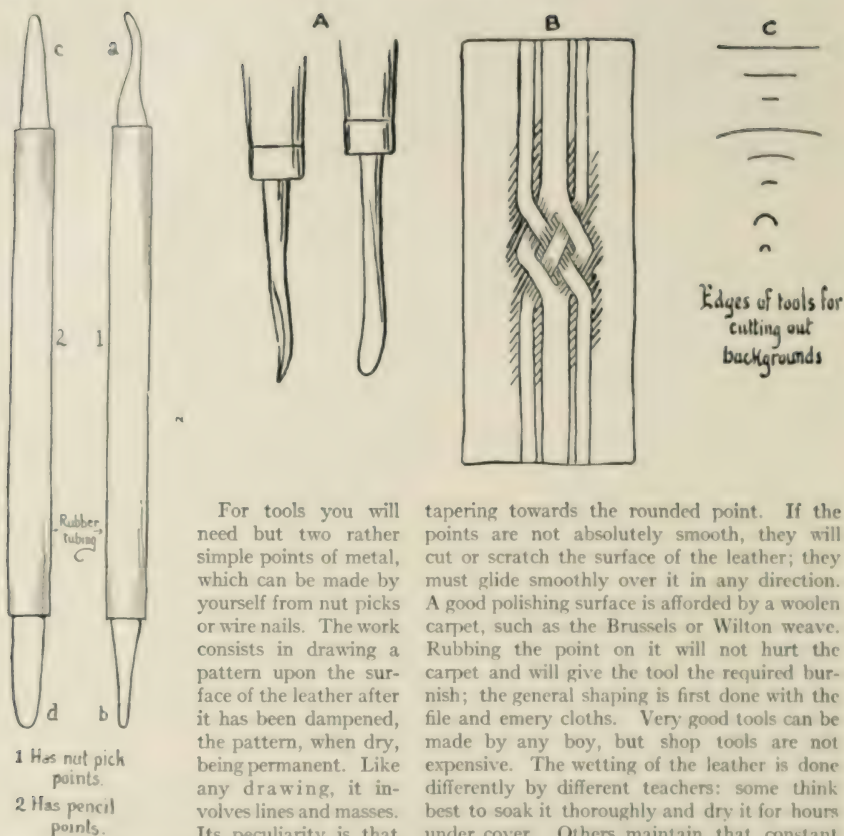 A
B
C
c
a
2
1
Rubber
tubing
d
b
1 Has nut pick
points.
2 Has pencil
points.
Edges of tools for
cutting out
backgrounds
For tools you will
need but two rather
simple points of metal,
which can be made by
yourself from nut picks
or wire nails. The work
consists in drawing a
pattern upon the sur-
face of the leather after
it has been dampened,
the pattern, when dry,
being permanent. Like
any drawing, it in-
volves lines and masses.
Its peculiarity is that
tapering towards the rounded point. If the
points are not absolutely smooth, they will
cut or scratch the surface of the leather; they
must glide smoothly over it in any direction.
A good polishing surface is afforded by a woolen
carpet, such as the Brussels or Wilton weave.
Rubbing the point on it will not hurt the
carpet and will give the tool the required bur-
nish; the general shaping is first done with the
file and emery cloths. Very good tools can be
made by any boy, but shop tools are not
expensive. The wetting of the leather is done
differently by different teachers: some think
best to soak it thoroughly and dry it for hours
under cover. Others maintain that constant